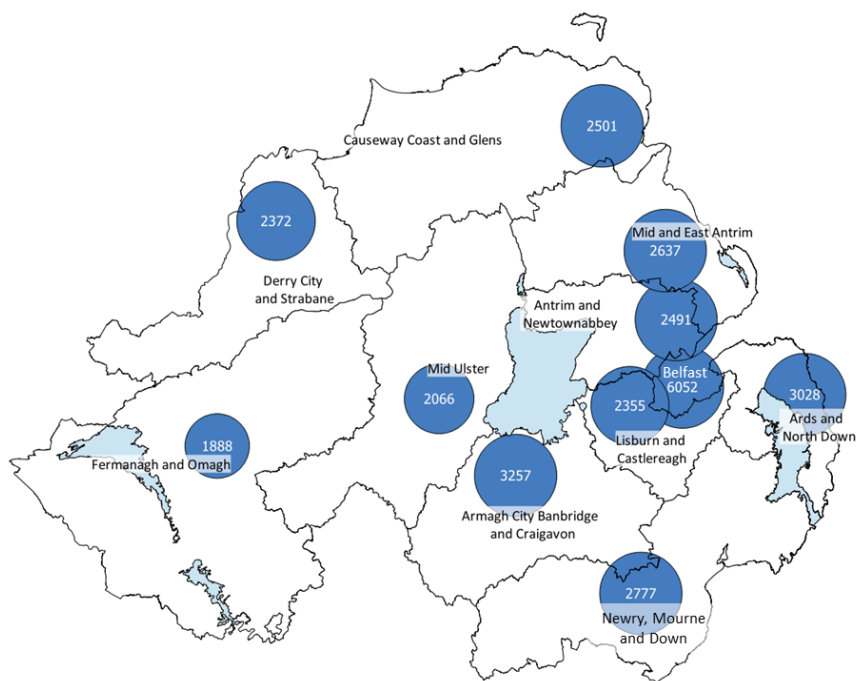 2501
Causeway Coast and Glens
2372
Mid and East Antrim
2637
Derry City
and Strabane
Antrim and
Newtownabbey
2491
Mid Ulster
2066
Belfast
6052
2355
3028
Ards and
North Down
Lisburn and
Castlereagh
1888
Fermanagh and Omagh
3257
Armagh City Banbridge
and Craigavon
2777
Newry, Mourne
and Down